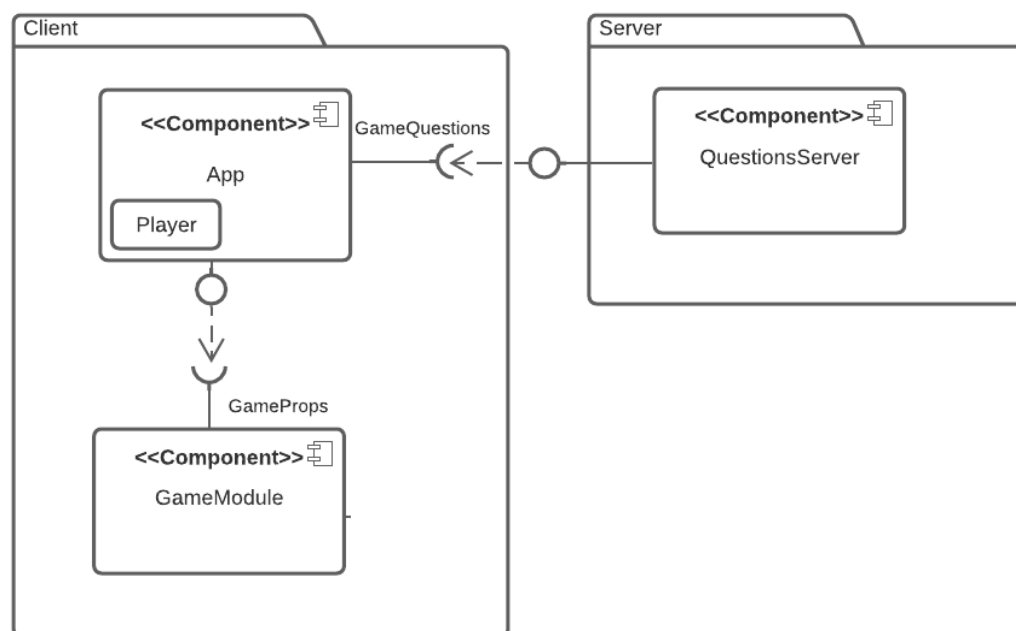 Client
<<Component>>
App
Player
GameQuestions
GameProps
<<Component>>
GameModule
Server
<<Component>>
QuestionsServer